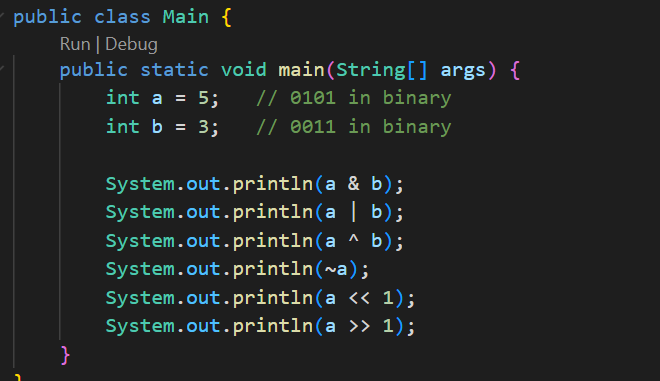 public class Main {
Run | Debug
public static void main(String[] args) {
int a = 5;   // 0101 in binary
int b = 3;   // 0011 in binary
System.out.println(a & b);
System.out.println(a | b);
System.out.println(a ^ b);
System.out.println(~a);
System.out.println(a << 1);
System.out.println(a >> 1);
}
}